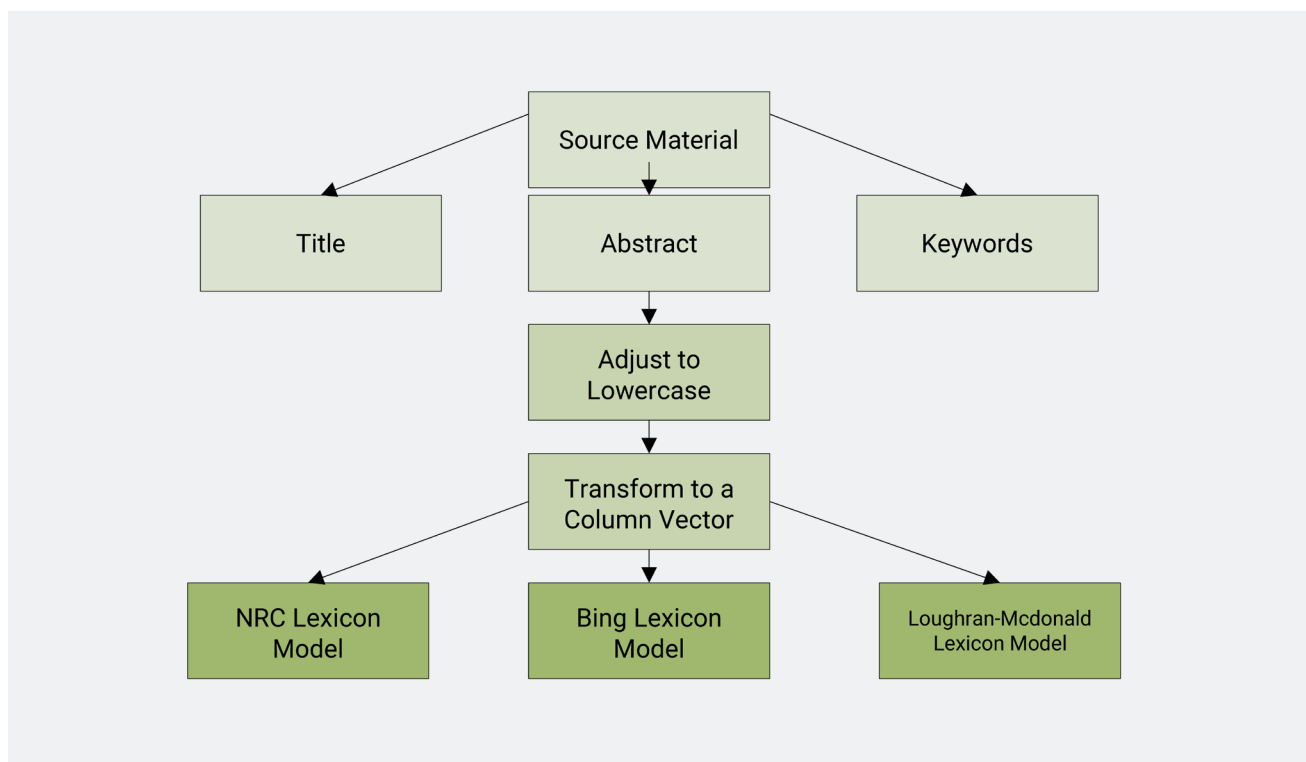 Source Material
Title
Abstract
Keywords
Adjust to
Lowercase
Transform to a
Column Vector
NRC Lexicon
Model
Bing Lexicon
Model
Loughran-Mcdonald
Lexicon Model